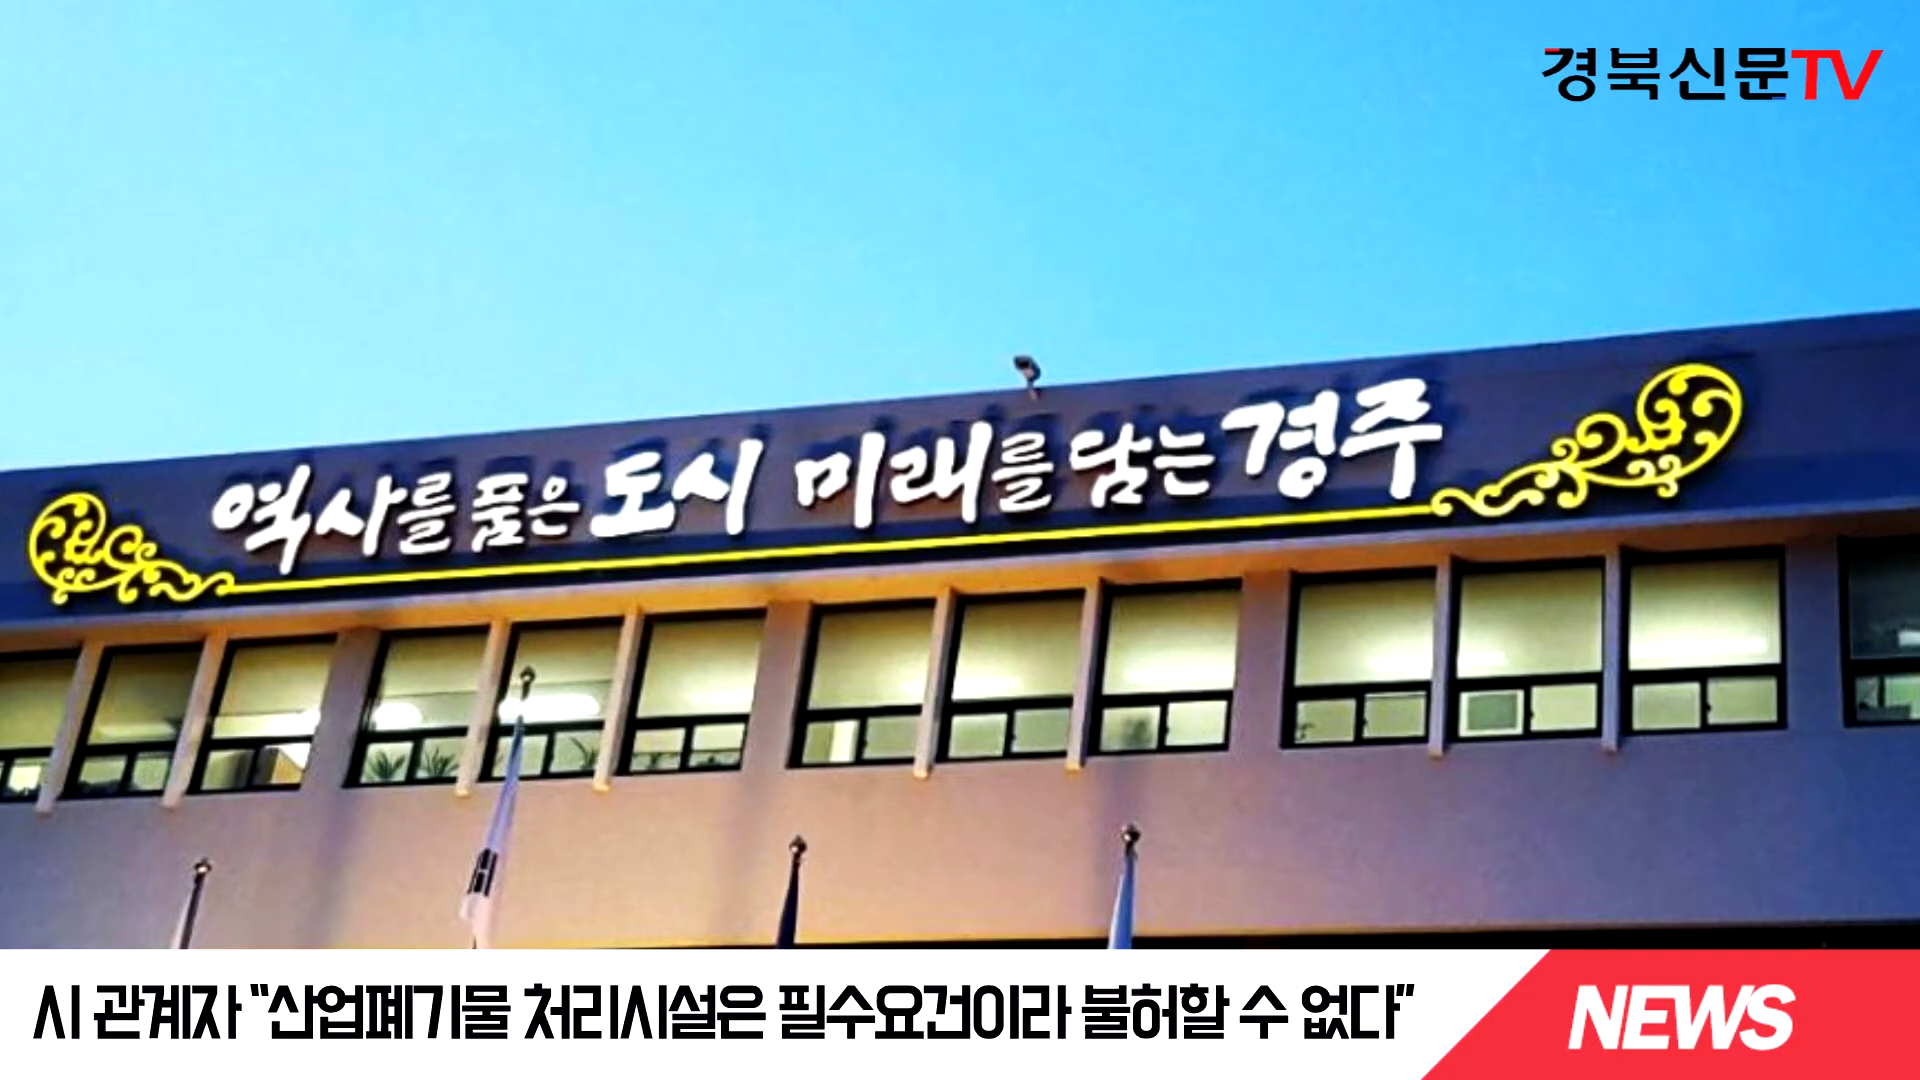 경북신문TV
역사를 품은 도시 미래를 담는 경주
시 관계자 “산업폐기물 처리시설은 필수요건이라 불허할 수 없다”
NEWS